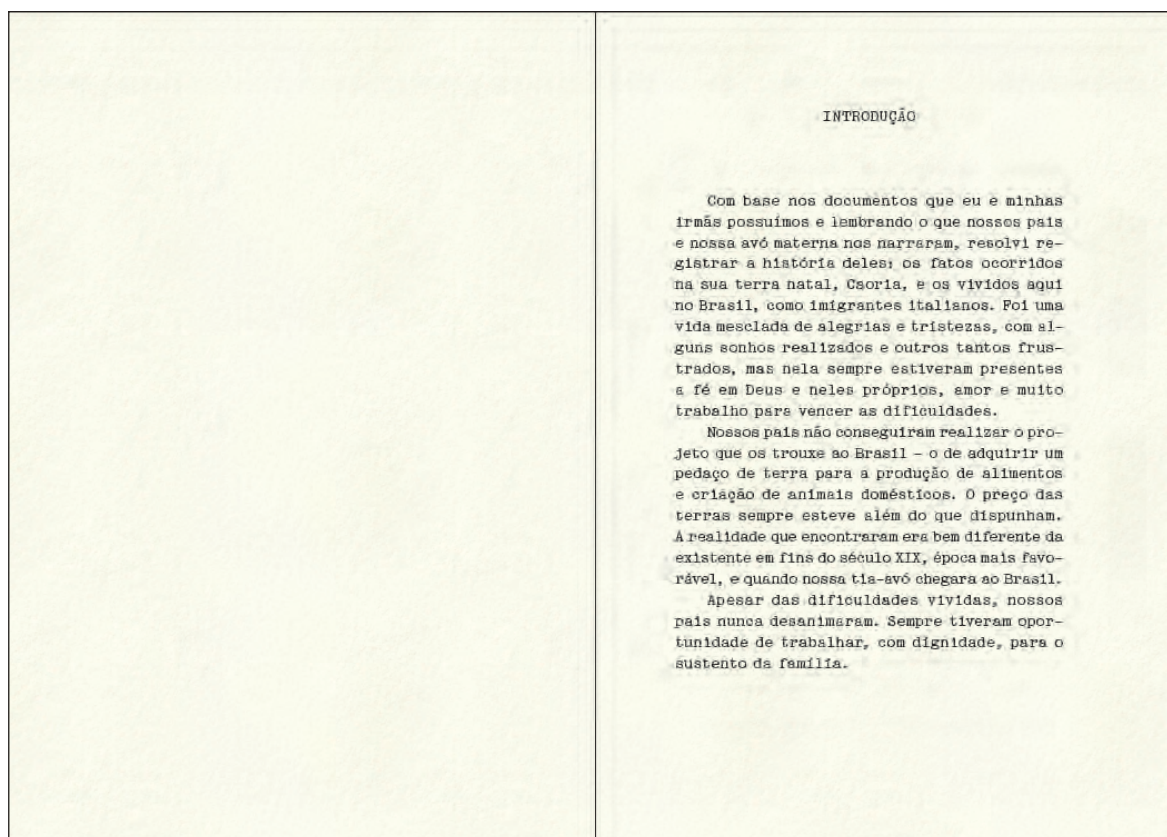 INTRODUÇÃO
Com base nos documentos que eu e minhas
irmãs possuímos e lembrando o que nossos pais
e nossa avó materna nos narraram, resolvi re-
gistrar a história deles: os fatos ocorridos
na sua terra natal, Caoria, e os vividos aqui
no Brasil, como imigrantes italianos. Foi uma
vida mesclada de alegrias e tristezas, com al-
guns sonhos realizados e outros tantos frus-
trados, mas nela sempre estiveram presentes
a fé em Deus e neles próprios, amor e muito
trabalho para vencer as dificuldades.
Nossos pais não conseguiram realizar o pro-
jeto que os trouxe ao Brasil – o de adquirir um
pedaço de terra para a produção de alimentos
e criação de animais domésticos. O preço das
terras sempre esteve além do que dispunham.
A realidade que encontraram era bem diferente da
existente em fins do século XIX, época mais favo-
rável, e quando nossa tia-avó chegara ao Brasil.
Apesar das dificuldades vividas, nossos
pais nunca desanimaram. Sempre tiveram opor-
tunidade de trabalhar, com dignidade, para o
sustento da família.